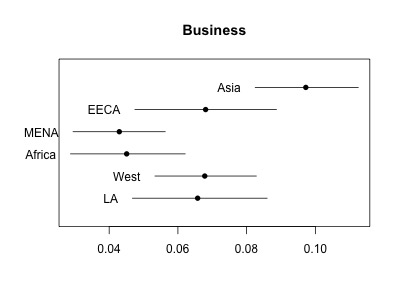 Business
Asia
EECA
MENA
Africa
West
LA
0.04 0.06 0.08 0.10